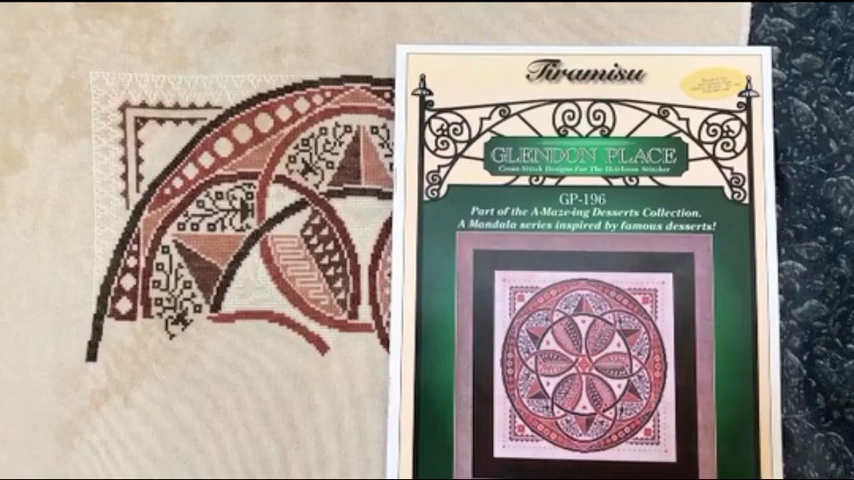 Tiramisu
GLENDON PLACE
Cross-Stitch Designs For The Heirloom Stitcher
GP-196
Part of the A-Maze-ing Desserts Collection.
A Mandala series inspired by famous desserts!